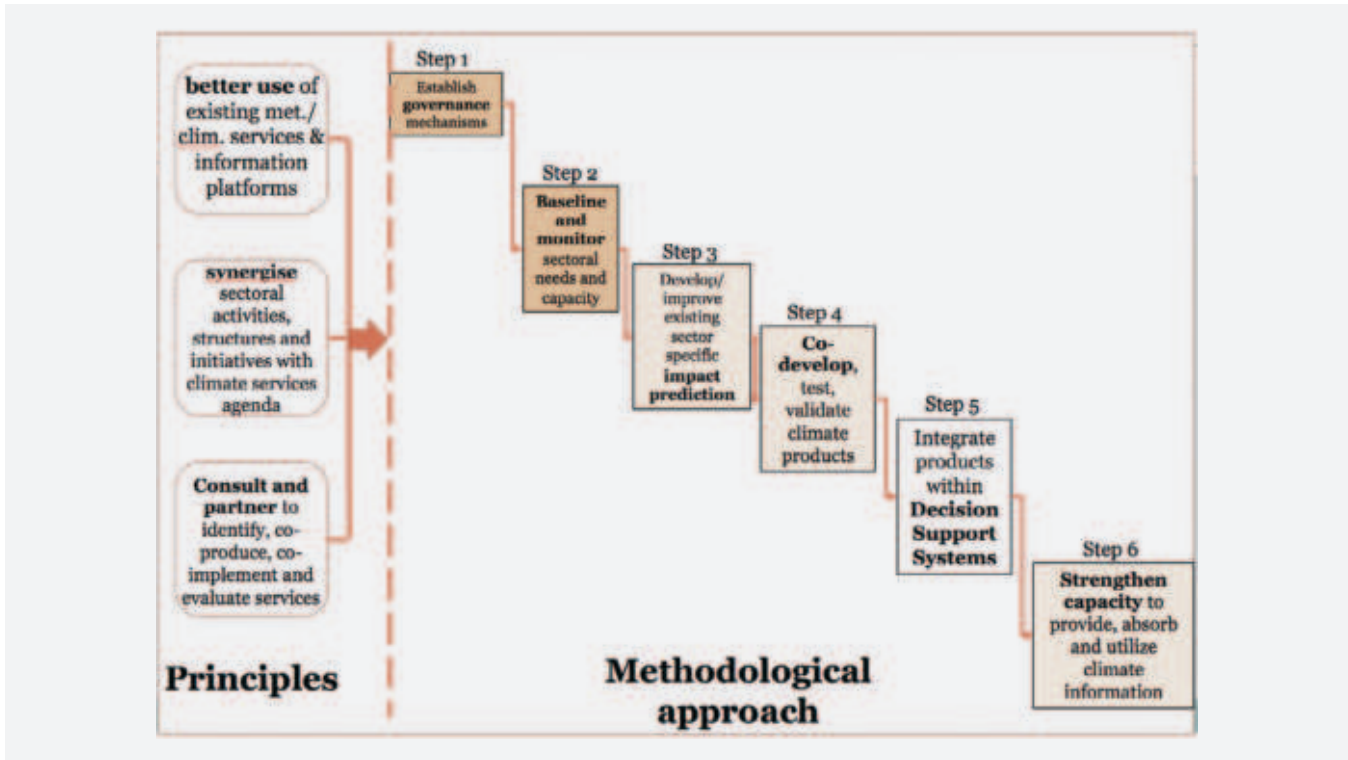 better use of
existing met./
clim. services &
information
platforms
synergise
sectoral
activities,
structures and
initiatives with
climate services
agenda
Consult and
partner to
identify, co-
produce, co-
implement and
evaluate services
Principles
Step 1
Establish
governance
mechanisms
Step 2
Baseline
and
monitor
sectoral
needs and
capacity
Step 3
Develop/
improve
existing
sector
specific
impact
prediction
Step 4
Co-
develop,
test,
validate
climate
products
Step 5
Integrate
products
within
Decision
Support
Systems
Step 6
Strengthen
capacity to
provide, absorb
and utilize
climate
information
Methodological
approach